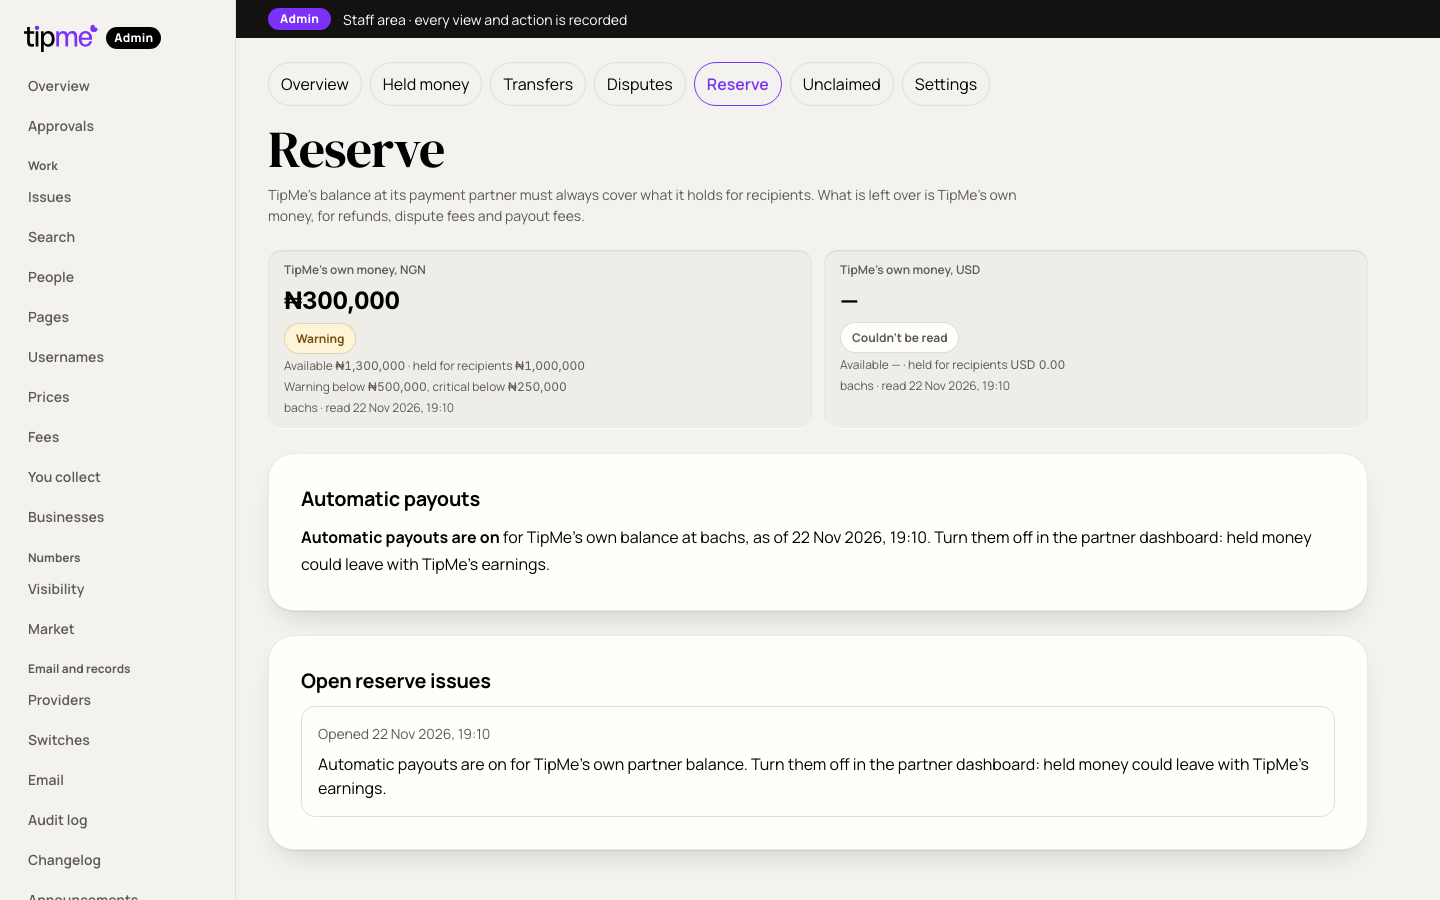 tipme Admin
Admin Staff area · every view and action is recorded
Overview
Approvals
Work
Issues
Search
People
Pages
Usernames
Prices
Fees
You collect
Businesses
Numbers
Visibility
Market
Email and records
Providers
Switches
Email
Audit log
Changelog
Announcements
Overview Held money Transfers Disputes Reserve Unclaimed Settings
Reserve
TipMe's balance at its payment partner must always cover what it holds for recipients. What is left over is TipMe's own
money, for refunds, dispute fees and payout fees.
TipMe's own money, NGN
₦300,000
Warning
Available ₦1,300,000 · held for recipients ₦1,000,000
Warning below ₦500,000, critical below ₦250,000
bachs · read 22 Nov 2026, 19:10
TipMe's own money, USD
—
Couldn't be read
Available — · held for recipients USD 0.00
bachs · read 22 Nov 2026, 19:10
Automatic payouts
Automatic payouts are on for TipMe's own balance at bachs, as of 22 Nov 2026, 19:10. Turn them off in the partner dashboard: held money
could leave with TipMe's earnings.
Open reserve issues
Opened 22 Nov 2026, 19:10
Automatic payouts are on for TipMe's own partner balance. Turn them off in the partner dashboard: held money could leave with TipMe's
earnings.